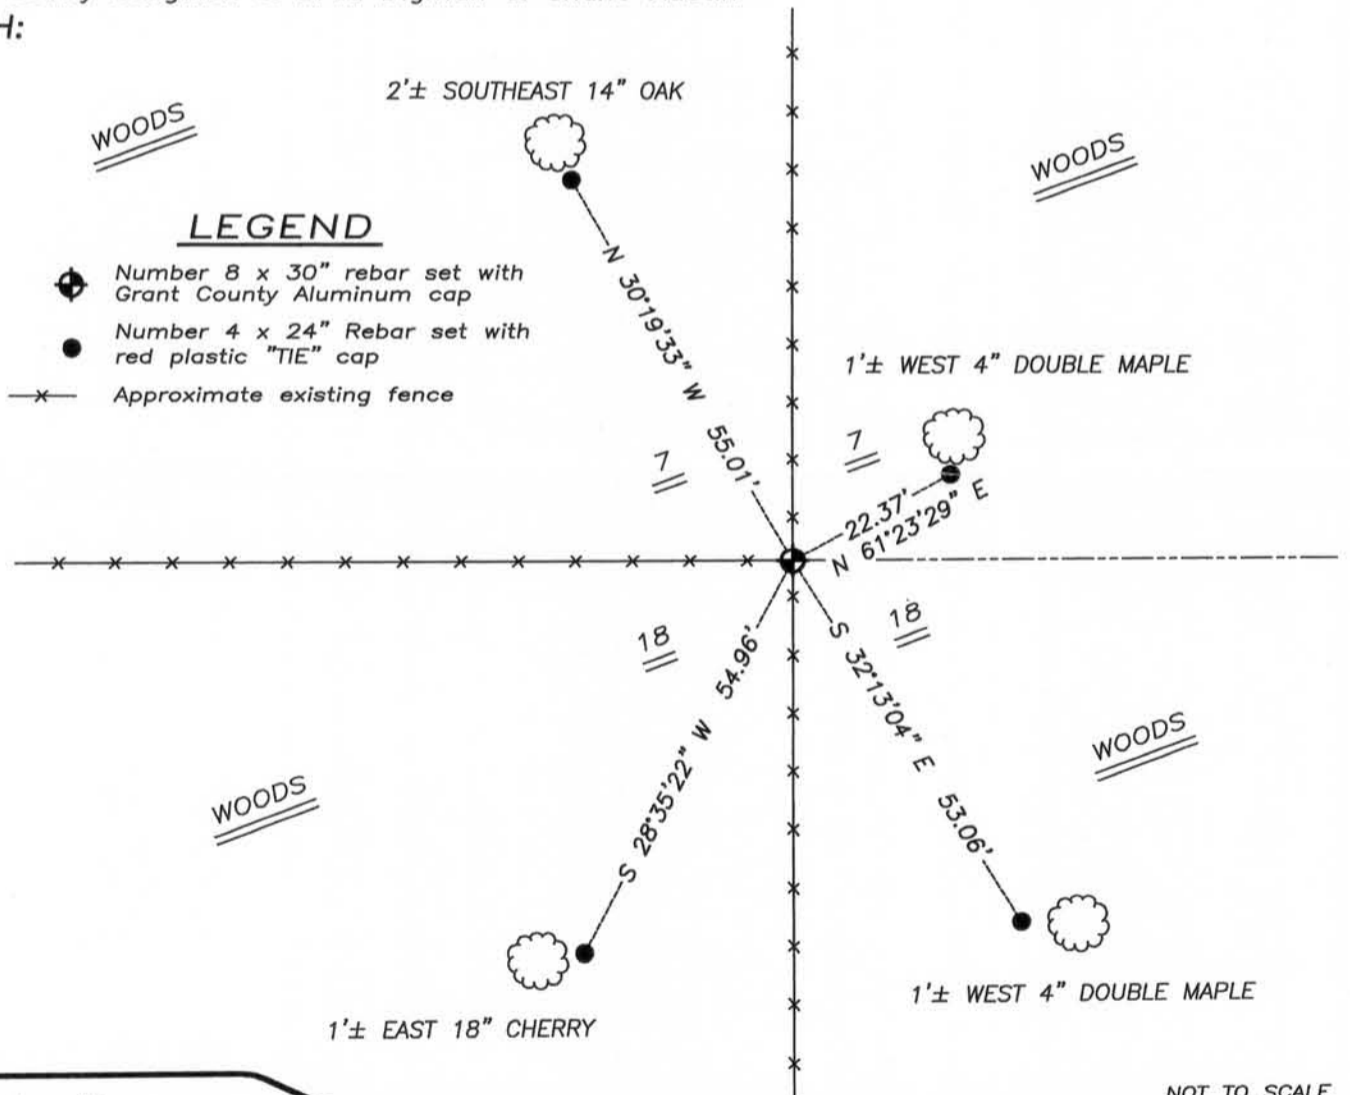 H:
2'± SOUTHEAST 14" OAK
WOODS
WOODS
LEGEND
Number 8 x 30" rebar set with
Grant County Aluminum cap
Number 4 x 24" Rebar set with
red plastic "TIE" cap
Approximate existing fence
N 30°19'33" W 55.01'
1'± WEST 4" DOUBLE MAPLE
7
7
22.37'
N 61°23'29" E
18
18
S 28°35'22" W 54.96'
S 32°13'04" E 53.06'
WOODS
WOODS
1'± WEST 4" DOUBLE MAPLE
1'± EAST 18" CHERRY
NOT TO SCALE